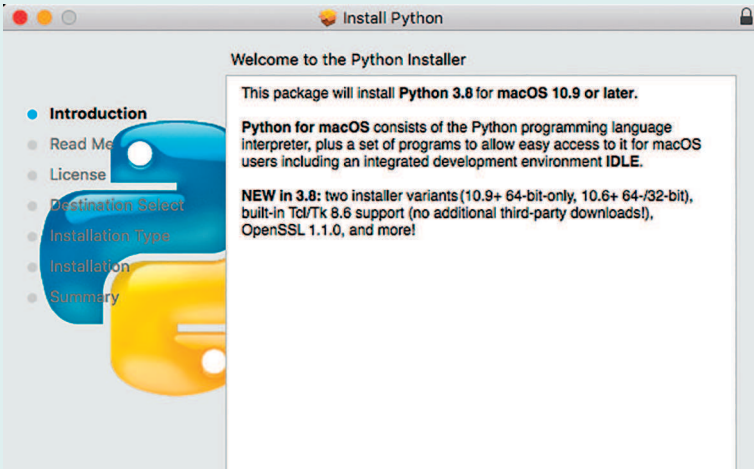 Install Python
Welcome to the Python Installer
Introduction
Read Me
License
Destination Select
Installation Type
Installation
Summary
This package will install Python 3.8 for macOS 10.9 or later.
Python for macOS consists of the Python programming language
interpreter, plus a set of programs to allow easy access to it for macOS
users including an integrated development environment IDLE.
NEW in 3.8: two installer variants (10.9+ 64-bit-only, 10.6+ 64-/32-bit),
built-in Tcl/Tk 8.6 support (no additional third-party downloads!),
OpenSSL 1.1.0, and more!